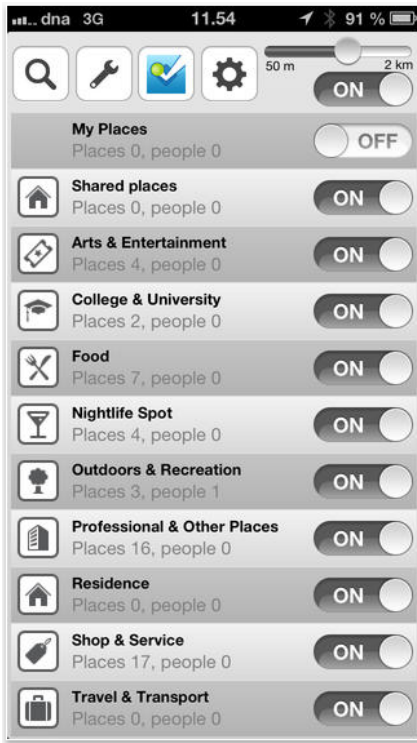 dna 3G 11.54 91 %
50 m 2 km
ON
My Places
Places 0, people 0
OFF
Shared places
Places 0, people 0
ON
Arts & Entertainment
Places 4, people 0
ON
College & University
Places 2, people 0
ON
Food
Places 7, people 0
ON
Nightlife Spot
Places 4, people 0
ON
Outdoors & Recreation
Places 3, people 1
ON
Professional & Other Places
Places 16, people 0
ON
Residence
Places 0, people 0
ON
Shop & Service
Places 17, people 0
ON
Travel & Transport
Places 0, people 0
ON